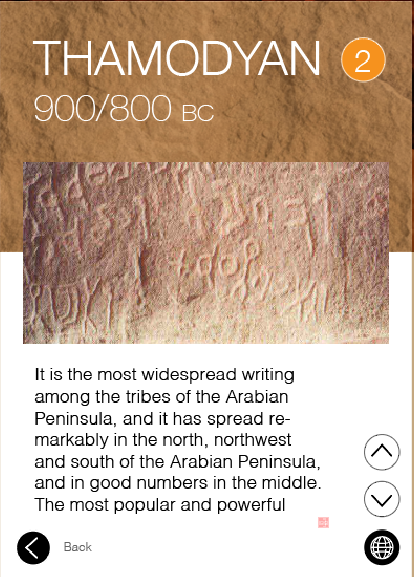 THAMODYAN 2
900/800 BC
It is the most widespread writing
among the tribes of the Arabian
Peninsula, and it has spread re-
markably in the north, northwest
and south of the Arabian Peninsula,
and in good numbers in the middle.
The most popular and powerful
Back